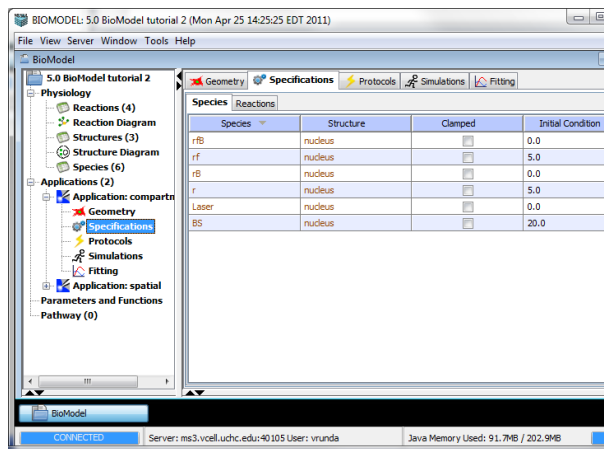 BIOMODEL: 5.0 BioModel tutorial 2 (Mon Apr 25 14:25:25 EDT 2011)
File View Server Window Tools Help
BioModel
5.0 BioModel tutorial 2
Physiology
Reactions (4)
Reaction Diagram
Structures (3)
Structure Diagram
Species (6)
Applications (2)
Application: compartm
Geometry
Specifications
Protocols
Simulations
Fitting
Application: spatial
Parameters and Functions
Pathway (0)
Geometry Specifications Protocols Simulations Fitting
Species Reactions
Species Structure Clamped Initial Condition
rfB nucleus 0.0
rf nucleus 5.0
rB nucleus 0.0
r nucleus 5.0
Laser nucleus 0.0
BS nucleus 20.0
BioModel
CONNECTED Server: ms3.vcell.uchc.edu:40105 User: vrunda Java Memory Used: 91.7MB / 202.9MB